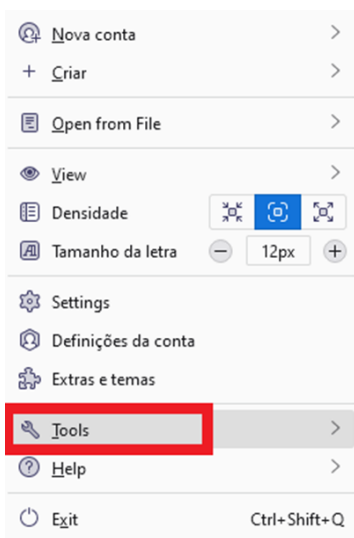 Nova conta
Criar
Open from File
View
Densidade
Tamanho da letra 12px
Settings
Definições da conta
Extras e temas
Tools
Help
Exit Ctrl+Shift+Q